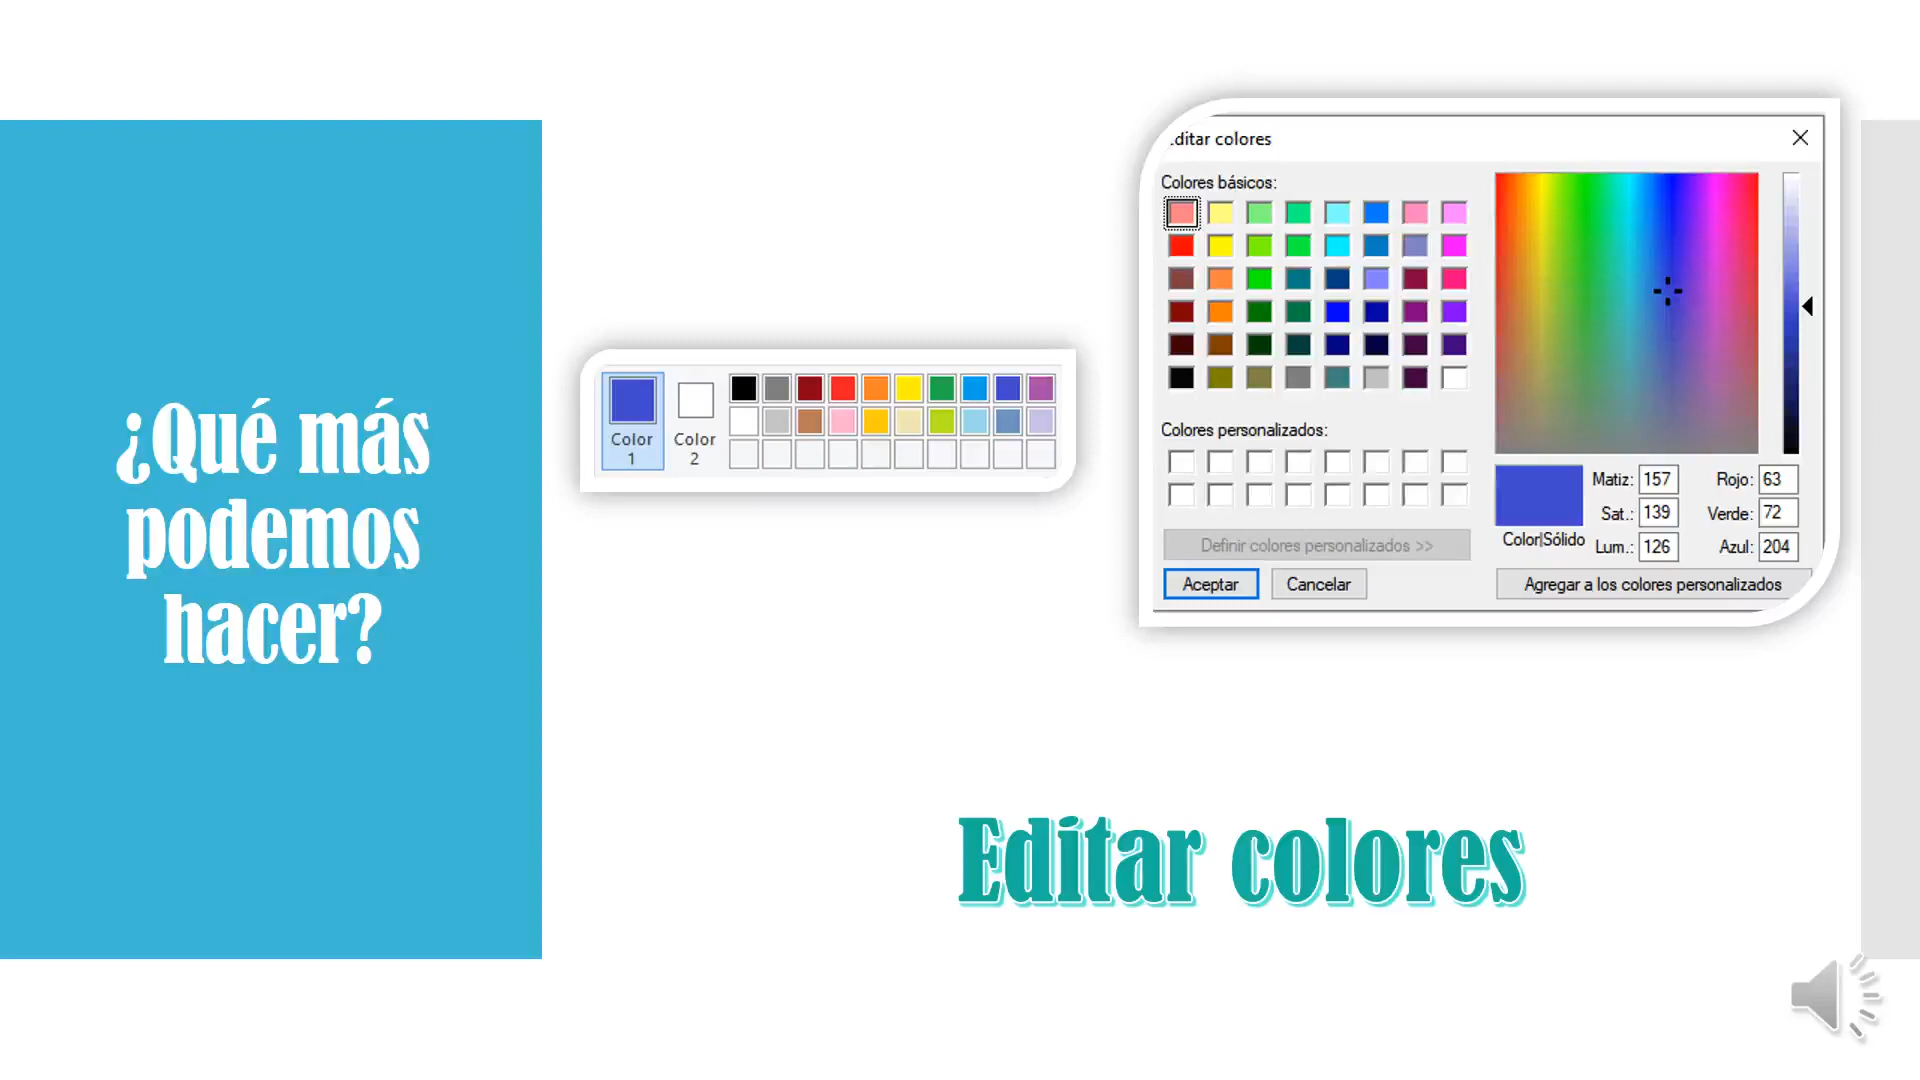 ¿Qué más
podemos
hacer?
Color
1
Color
2
ditar colores
Colores básicos:
Colores personalizados:
Definir colores personalizados >>
Aceptar
Cancelar
Color|Sólido
Matiz: 157
Sat.: 139
Lum.: 126
Rojo: 63
Verde: 72
Azul: 204
Agregar a los colores personalizados
Editar colores